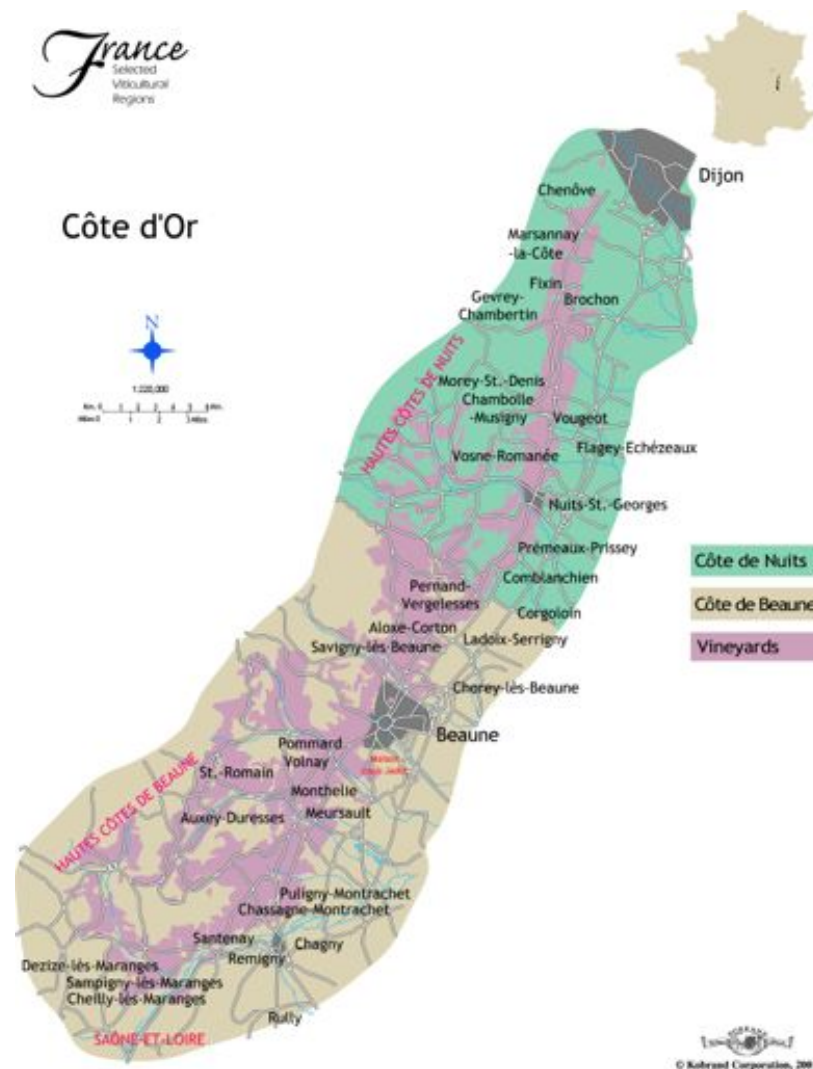 France
Selected
Viticultural
Regions
Dijon
Côte d'Or
Chenôve
Marsannay
-la-Côte
Fixin
Gevrey-
Chambertin
Brochon
N
1:220,000
HAUTES CÔTES DE NUITS
Morey-St.-Denis
Chambolle
-Musigny
Vougeot
Flagey-Echézeaux
Vosne-Romanée
Nuits-St.-Georges
Prémeaux-Prissey
Comblanchien
Corgoloin
Côte de Nuits
Côte de Beaune
Vineyards
Pernand-
Vergelesses
Aloxe-Corton
Ladoix-Serrigny
Savigny-lès-Beaune
Chorey-lès-Beaune
Beaune
Pommard
Volnay
St.-Romain
HAUTES CÔTES DE BEAUNE
Monthelie
Auxey-Duresses
Meursault
Puligny-Montrachet
Chassagne-Montrachet
Santenay
Chagny
Remigny
Dezize-lès-Maranges
Sampigny-lès-Maranges
Cheilly-lès-Maranges
Rully
SAÔNE-ET-LOIRE
© Kobrand Corporation, 200